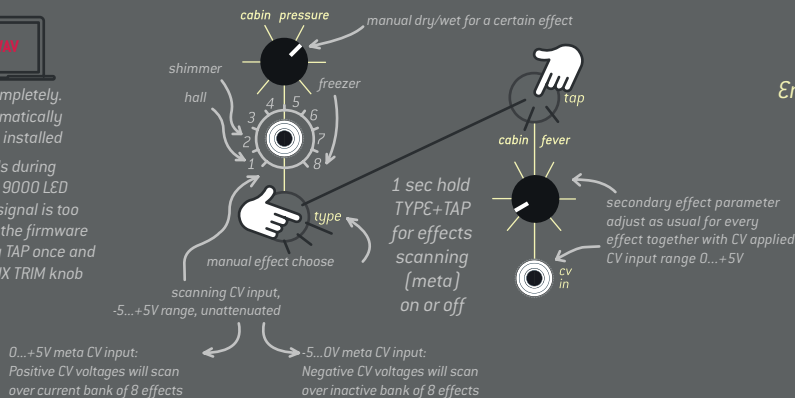 cabin pressure
manual dry/wet for a certain effect
shimmer
hall
freezer
1 2 3 4 5 6 7 8
tap
cabin fever
type
manual effect choose
1 sec hold
TYPE+TAP
for effects
scanning
(meta)
on or off
secondary effect parameter
adjust as usual for every
effect together with CV applied
CV input range 0...+5V
cv
in
scanning CV input,
-5...+5V range, unattenuated
0...+5V meta CV input:
Positive CV voltages will scan
over current bank of 8 effects
-5...0V meta CV input:
Negative CV voltages will scan
over inactive bank of 8 effects
matically
installed
during
9000 LED
signal is too
the firmware
TAP once and
TRIM knob